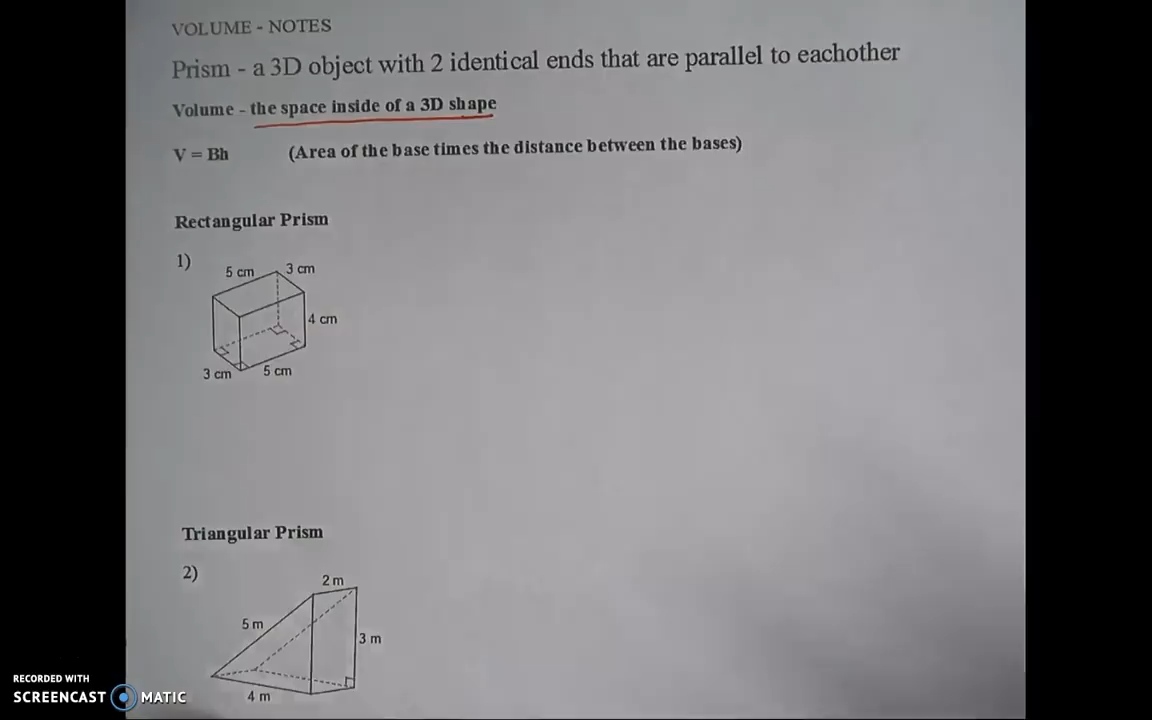 VOLUME - NOTES
Prism - a 3D object with 2 identical ends that are parallel to eachother
Volume - the space inside of a 3D shape
V = Bh (Area of the base times the distance between the bases)
Rectangular Prism
1)
5 cm 3 cm
4 cm
3 cm 5 cm
Triangular Prism
2)
2 m
5 m
3 m
4 m
RECORDED WITH
SCREENCAST MATIC